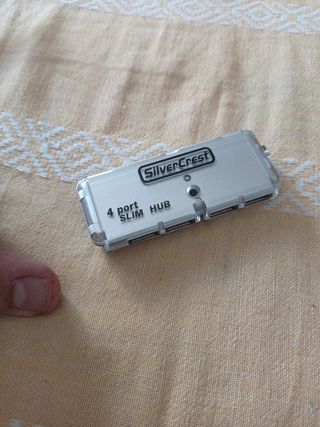 SilverCrest
4 port
SLIM HUB